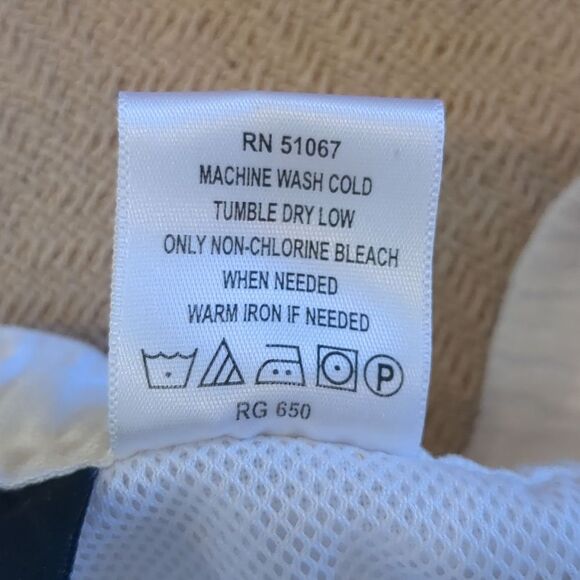 RN 51067
MACHINE WASH COLD
TUMBLE DRY LOW
ONLY NON-CHLORINE BLEACH
WHEN NEEDED
WARM IRON IF NEEDED
P
RG 650